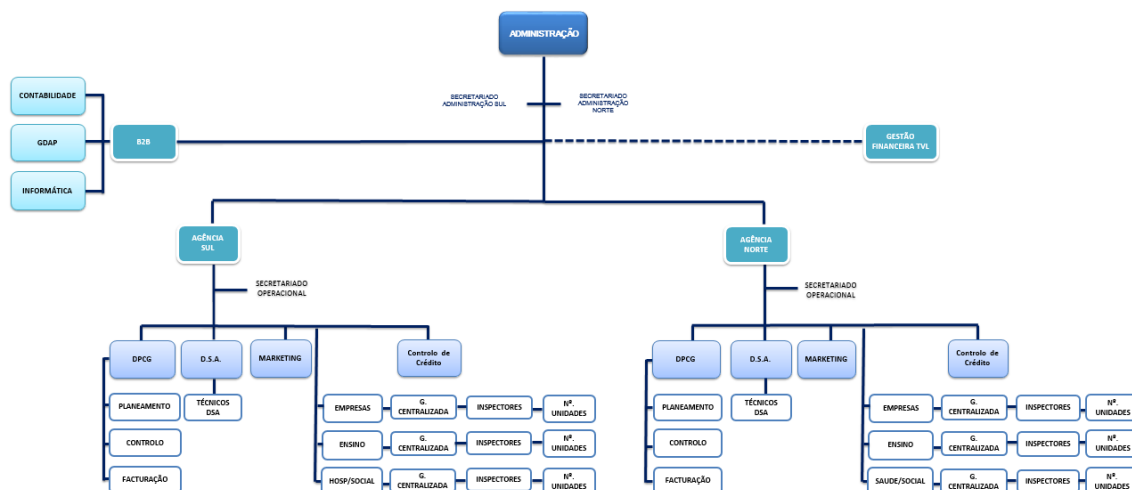 ADMINISTRAÇÃO
SECRETARIADO
ADMINISTRAÇÃO SUL
SECRETARIADO
ADMINISTRAÇÃO
NORTE
CONTABILIDADE
GDAP
INFORMÁTICA
B2B
GESTÃO
FINANCEIRA TVL
AGÊNCIA
SUL
AGÊNCIA
NORTE
SECRETARIADO
OPERACIONAL
SECRETARIADO
OPERACIONAL
DPCG
D.S.A.
MARKETING
Controlo de
Crédito
PLANEAMENTO
TÉCNICOS
DSA
CONTROLO
FACTURAÇÃO
EMPRESAS
G.
CENTRALIZADA
INSPECTORES
Nº.
UNIDADES
ENSINO
G.
CENTRALIZADA
INSPECTORES
Nº.
UNIDADES
HOSP/SOCIAL
G.
CENTRALIZADA
INSPECTORES
Nº.
UNIDADES
DPCG
D.S.A.
MARKETING
Controlo de
Crédito
PLANEAMENTO
TÉCNICOS
DSA
CONTROLO
FACTURAÇÃO
EMPRESAS
G.
CENTRALIZADA
INSPECTORES
Nº.
UNIDADES
ENSINO
G.
CENTRALIZADA
INSPECTORES
Nº.
UNIDADES
SAUDE/SOCIAL
G.
CENTRALIZADA
INSPECTORES
Nº.
UNIDADES